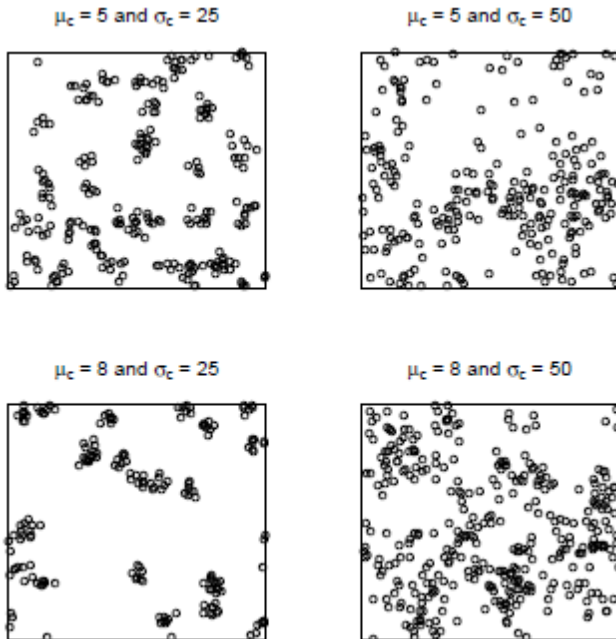 μc = 5 and σc = 25
μc = 5 and σc = 50
μc = 8 and σc = 25
μc = 8 and σc = 50